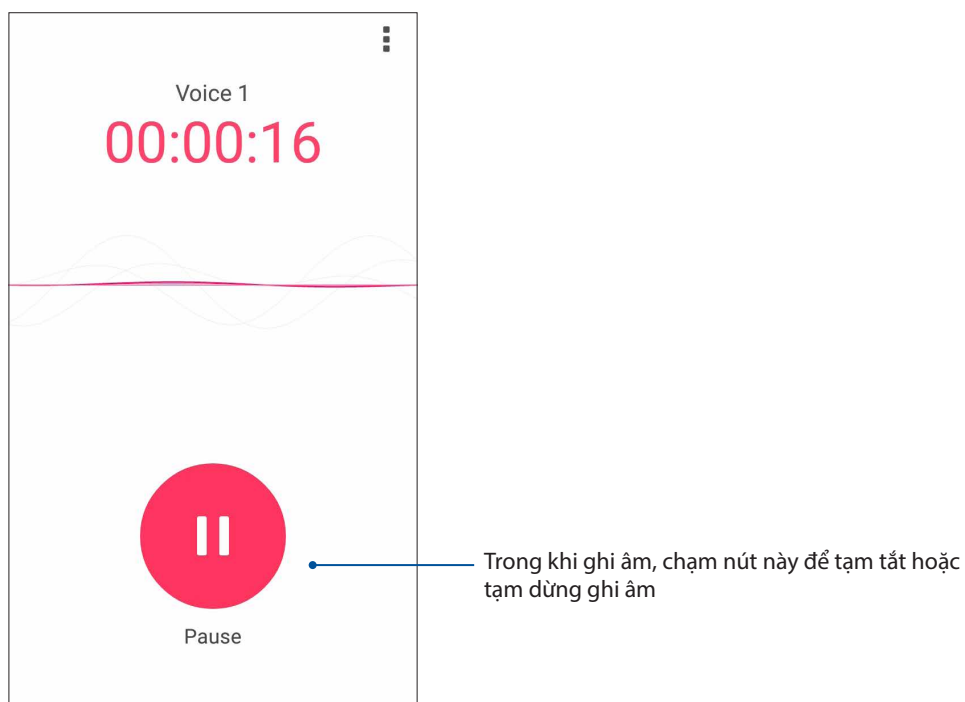 Voice 1
00:00:16
Trong khi ghi âm, chạm nút này để tạm tắt hoặc
tạm dừng ghi âm
Pause